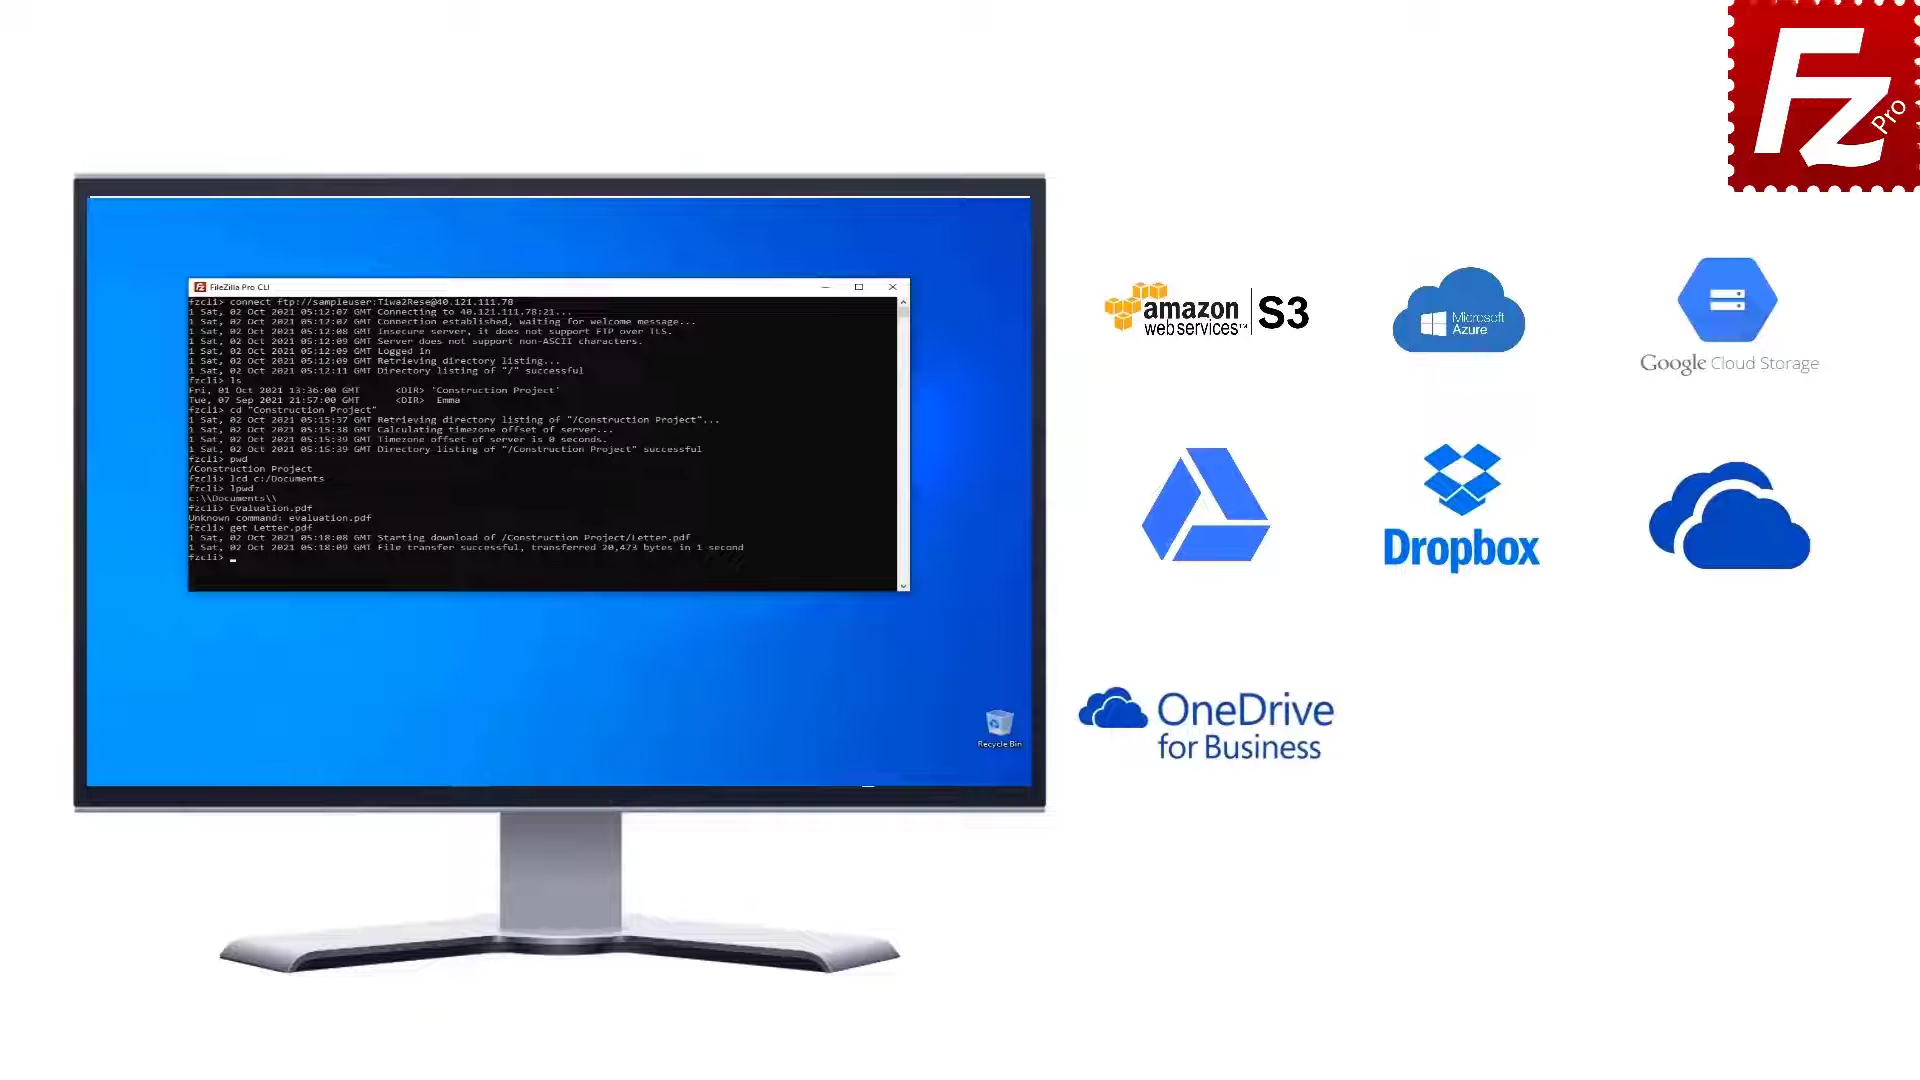 FZ Pro
FileZilla Pro CLI
fzcli> connect ftp://sampleuser:Tiwa2Rese@40.121.111.78
1 Sat, 02 Oct 2021 05:12:07 GMT Connecting to 40.121.111.78:21...
1 Sat, 02 Oct 2021 05:12:07 GMT Connection established, waiting for welcome message...
1 Sat, 02 Oct 2021 05:12:08 GMT Insecure server, it does not support FTP over TLS.
1 Sat, 02 Oct 2021 05:12:09 GMT Server does not support non-ASCII characters.
1 Sat, 02 Oct 2021 05:12:09 GMT Logged in
1 Sat, 02 Oct 2021 05:12:09 GMT Retrieving directory listing...
1 Sat, 02 Oct 2021 05:12:11 GMT Directory listing of "/" successful
fzcli> ls
Fri, 01 Oct 2021 13:36:00 GMT <DIR> 'Construction Project'
Tue, 07 Sep 2021 21:57:00 GMT <DIR> Emma
fzcli> cd "Construction Project"
1 Sat, 02 Oct 2021 05:15:37 GMT Retrieving directory listing of "/Construction Project"...
1 Sat, 02 Oct 2021 05:15:38 GMT Calculating timezone offset of server...
1 Sat, 02 Oct 2021 05:15:39 GMT Timezone offset of server is 0 seconds.
1 Sat, 02 Oct 2021 05:15:39 GMT Directory listing of "/Construction Project" successful
fzcli> pwd
/Construction Project
fzcli> lcd c:/Documents
fzcli> lpwd
c:\\Documents\\
fzcli> Evaluation.pdf
Unknown command: evaluation.pdf
fzcli> get Letter.pdf
1 Sat, 02 Oct 2021 05:18:08 GMT Starting download of /Construction Project/Letter.pdf
1 Sat, 02 Oct 2021 05:18:09 GMT File transfer successful, transferred 20,473 bytes in 1 second
fzcli>
Recycle Bin
amazon
web services™
S3
Microsoft
Azure
Google Cloud Storage
Dropbox
OneDrive
for Business